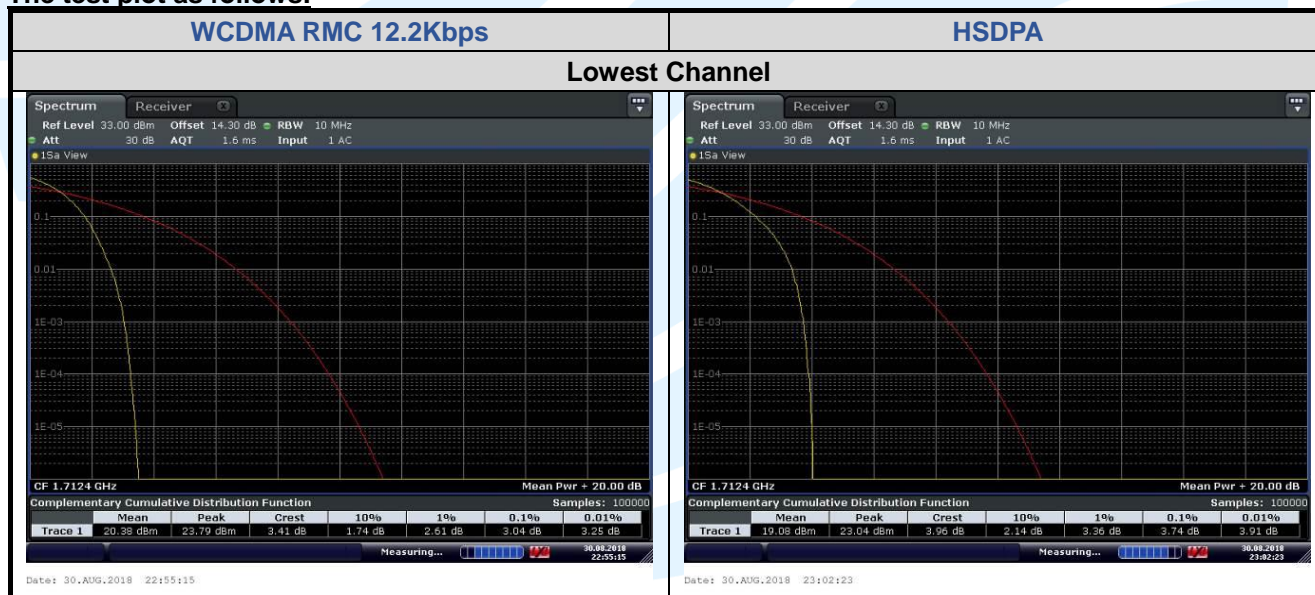 The test plot as follows:
WCDMA RMC 12.2Kbps
HSDPA
Lowest Channel
Spectrum Receiver
Ref Level 33.00 dBm Offset 14.30 dB RBW 10 MHz
Att 30 dB AQT 1.6 ms Input 1 AC
1Sa View
0.1
0.01
1E-03
1E-04
1E-05
CF 1.7124 GHz Mean Pwr + 20.00 dB
Complementary Cumulative Distribution Function Samples: 100000
Mean Peak Crest 10% 1% 0.1% 0.01%
Trace 1 20.38 dBm 23.79 dBm 3.41 dB 1.74 dB 2.61 dB 3.04 dB 3.25 dB
Measuring... 30.08.2018
22:55:15
Date: 30.AUG.2018 22:55:15
Spectrum Receiver
Ref Level 33.00 dBm Offset 14.30 dB RBW 10 MHz
Att 30 dB AQT 1.6 ms Input 1 AC
1Sa View
0.1
0.01
1E-03
1E-04
1E-05
CF 1.7124 GHz Mean Pwr + 20.00 dB
Complementary Cumulative Distribution Function Samples: 100000
Mean Peak Crest 10% 1% 0.1% 0.01%
Trace 1 19.08 dBm 23.04 dBm 3.96 dB 2.14 dB 3.36 dB 3.74 dB 3.91 dB
Measuring... 30.08.2018
23:02:23
Date: 30.AUG.2018 23:02:23